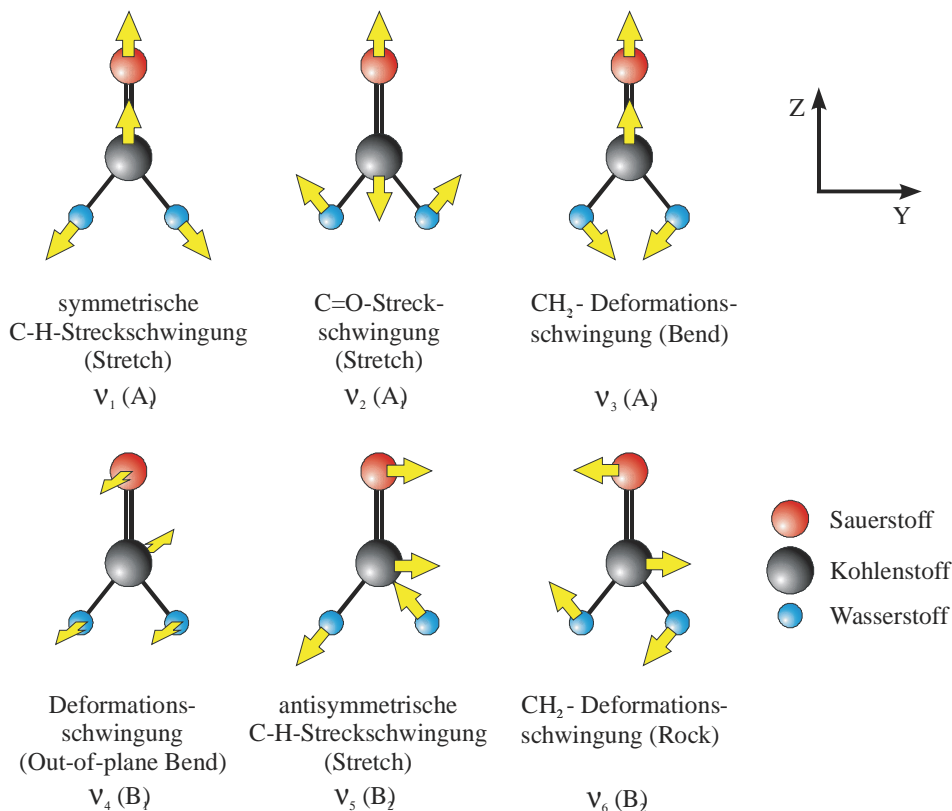 Z
Y
symmetrische
C-H-Streckschwingung
(Stretch)
ν₁ (A₁)
C=O-Streck-
schwingung
(Stretch)
ν₂ (A₁)
CH₂- Deformations-
schwingung (Bend)
ν₃ (A₁)
Sauerstoff
Kohlenstoff
Wasserstoff
Deformations-
schwingung
(Out-of-plane Bend)
ν₄ (B₁)
antisymmetrische
C-H-Streckschwingung
(Stretch)
ν₅ (B₂)
CH₂- Deformations-
schwingung (Rock)
ν₆ (B₂)